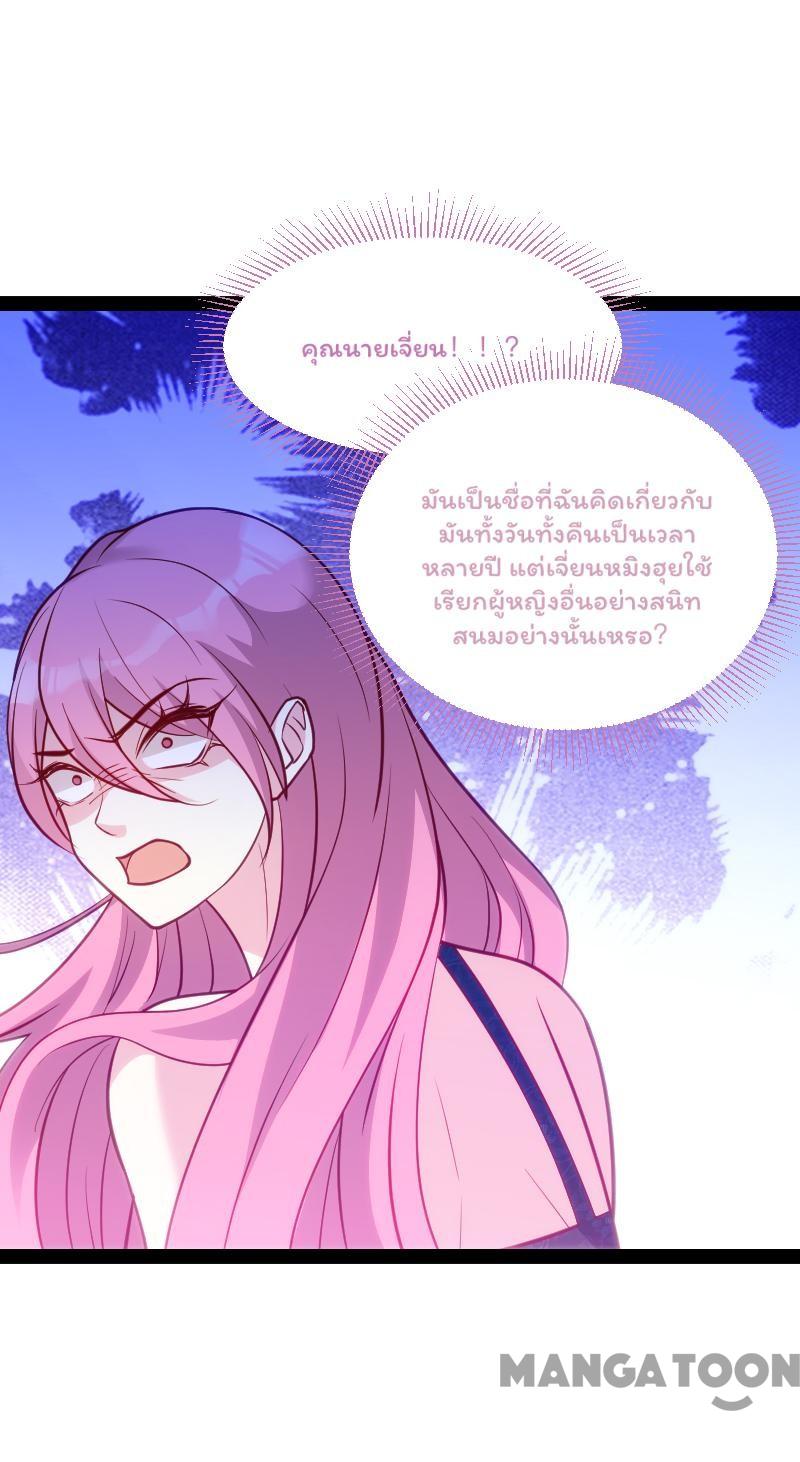 คุณนายเจี่ยน! ! ?
มันเป็นชื่อที่ฉันคิดเกี่ยวกับ
มันทั้งวันทั้งคืนเป็นเวลา
หลายปี แต่เจี่ยนหมิงฮุยใช้
เรียกผู้หญิงอื่นอย่างสนิท
สนมอย่างนั้นเหรอ?
MANGATOON